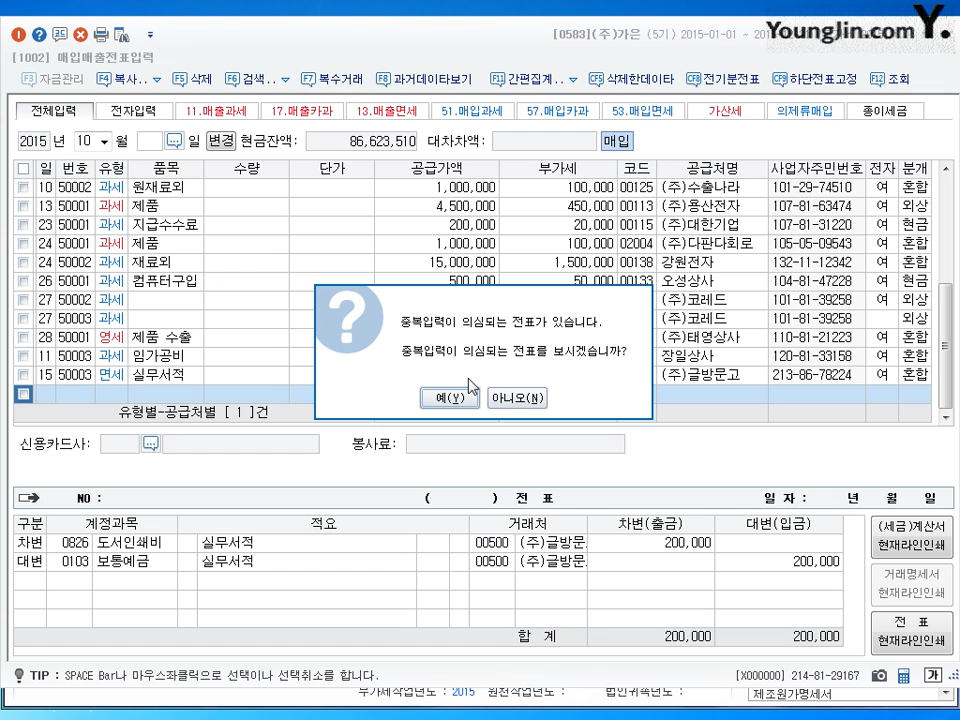 Younglin.com Y.
[0583](주)가은 (5기) 2015-01-01 ~ 20
[1002] 매입매출전표입력
F3 자금관리 F4 복사.. F5 삭제 F6 검색.. F7 복수거래 F8 과거데이타보기 F11 간편집계.. CF5 삭제한데이타 CF8 전기분전표 CF9 하단전표고정 F12 조회
전체입력 전자입력 11.매출과세 17.매출카과 13.매출면세 51.매입과세 57.매입카과 53.매입면세 가산세 의제류매입 종이세금
2015 년 10 월 일 변경 현금잔액: 86,623,510 대차차액: 매입
일 번호 유형 품목 수량 단가 공급가액 부가세 코드 공급처명 사업자주민번호 전자 분개
10 50002 과세 원재료외 1,000,000 100,000 00125 (주)수출나라 101-29-74510 여 혼합
13 50001 과세 제품 4,500,000 450,000 00113 (주)용산전자 107-81-63474 여 외상
23 50001 과세 지급수수료 200,000 20,000 00115 (주)대한기업 107-81-31220 여 현금
24 50001 과세 제품 1,000,000 100,000 02004 (주)다판다회로 105-05-09543 여 혼합
24 50002 과세 재료외 15,000,000 1,500,000 00138 강원전자 132-11-12342 여 혼합
26 50001 과세 컴퓨터구입 500,000 50,000 00133 오성상사 104-81-47228 여 현금
27 50002 과세 (주)코레드 101-81-39258 여 외상
27 50003 과세 (주)코레드 101-81-39258 외상
28 50001 영세 제품 수출 (주)태영상사 110-81-21223 여 혼합
11 50003 과세 임가공비 장일상사 120-81-33158 여 혼합
15 50003 면세 실무서적 (주)글방문고 213-86-78224 여 혼합
유형별-공급처별 [ 1 ]건
중복입력이 의심되는 전표가 있습니다.
중복입력이 의심되는 전표를 보시겠습니까?
예(Y) 아니오(N)
신용카드사: 봉사료:
NO : ( ) 전 표 일 자 : 년 월 일
구분 계정과목 적요 거래처 차변(출금) 대변(입금)
차변 0826 도서인쇄비 실무서적 00500 (주)글방문 200,000
대변 0103 보통예금 실무서적 00500 (주)글방문 200,000
합 계 200,000 200,000
(세금)계산서
현재라인인쇄
거래명세서
현재라인인쇄
전 표
현재라인인쇄
TIP : SPACE Bar나 마우스좌클릭으로 선택이나 선택취소를 합니다. [X000000] 214-81-29167 가
부가세작업년도 : 2015 원천작업년도 : 법인귀속년도 : 제조원가명세서